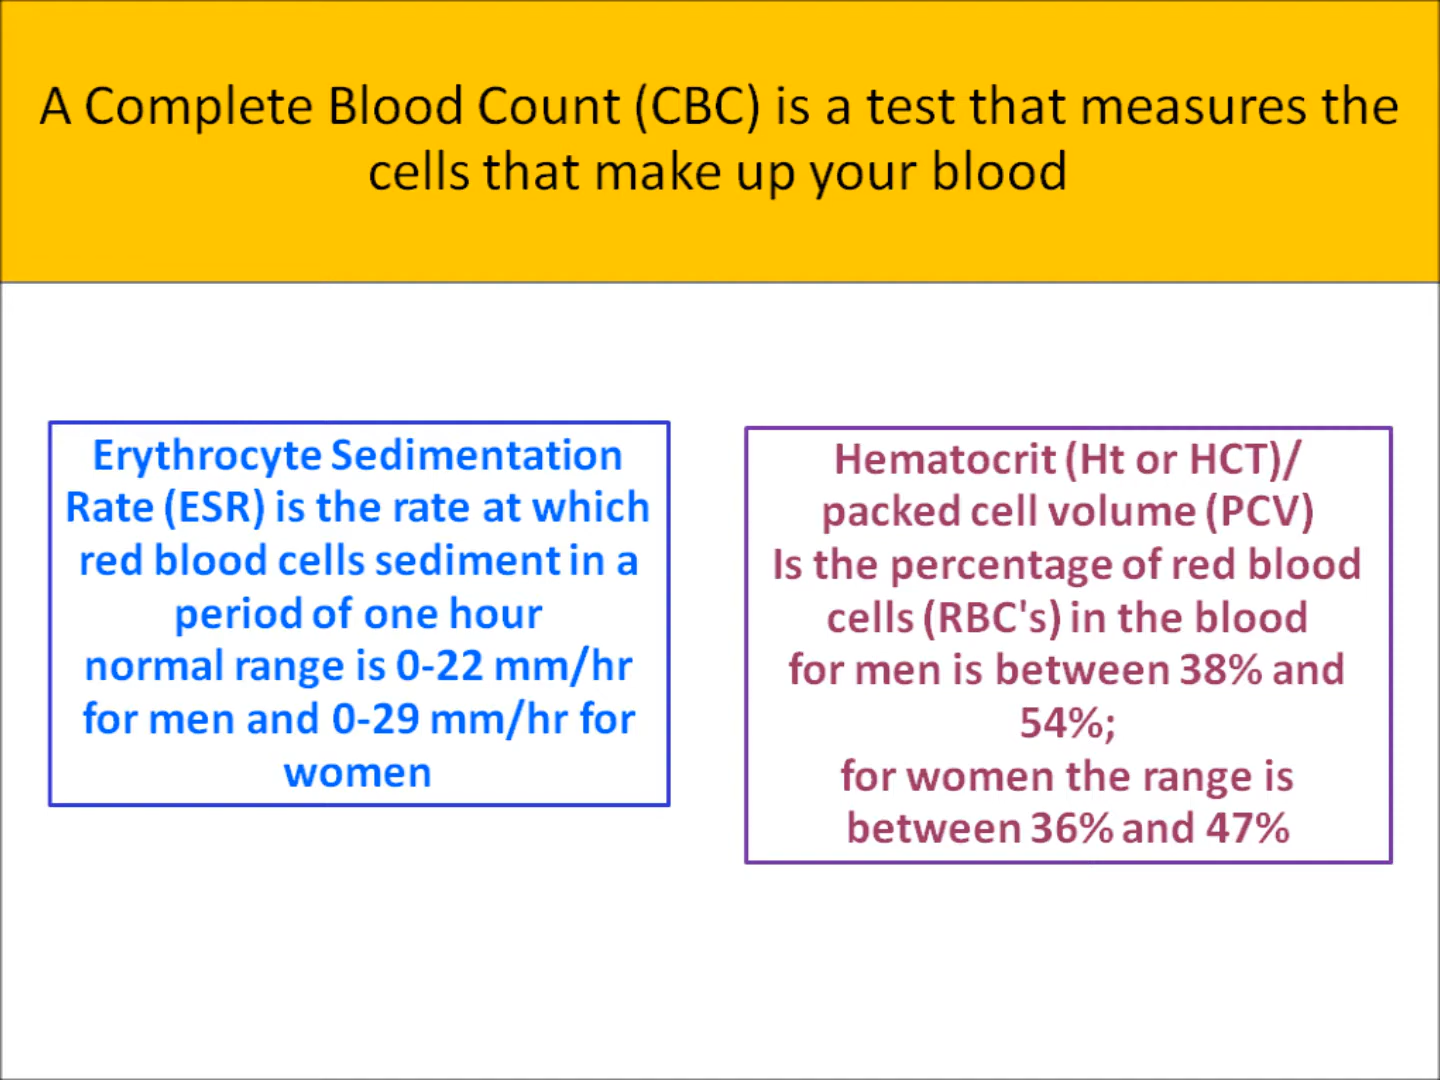 A Complete Blood Count (CBC) is a test that measures the
cells that make up your blood
Erythrocyte Sedimentation
Rate (ESR) is the rate at which
red blood cells sediment in a
period of one hour
normal range is 0-22 mm/hr
for men and 0-29 mm/hr for
women
Hematocrit (Ht or HCT)/
packed cell volume (PCV)
Is the percentage of red blood
cells (RBC's) in the blood
for men is between 38% and
54%;
for women the range is
between 36% and 47%